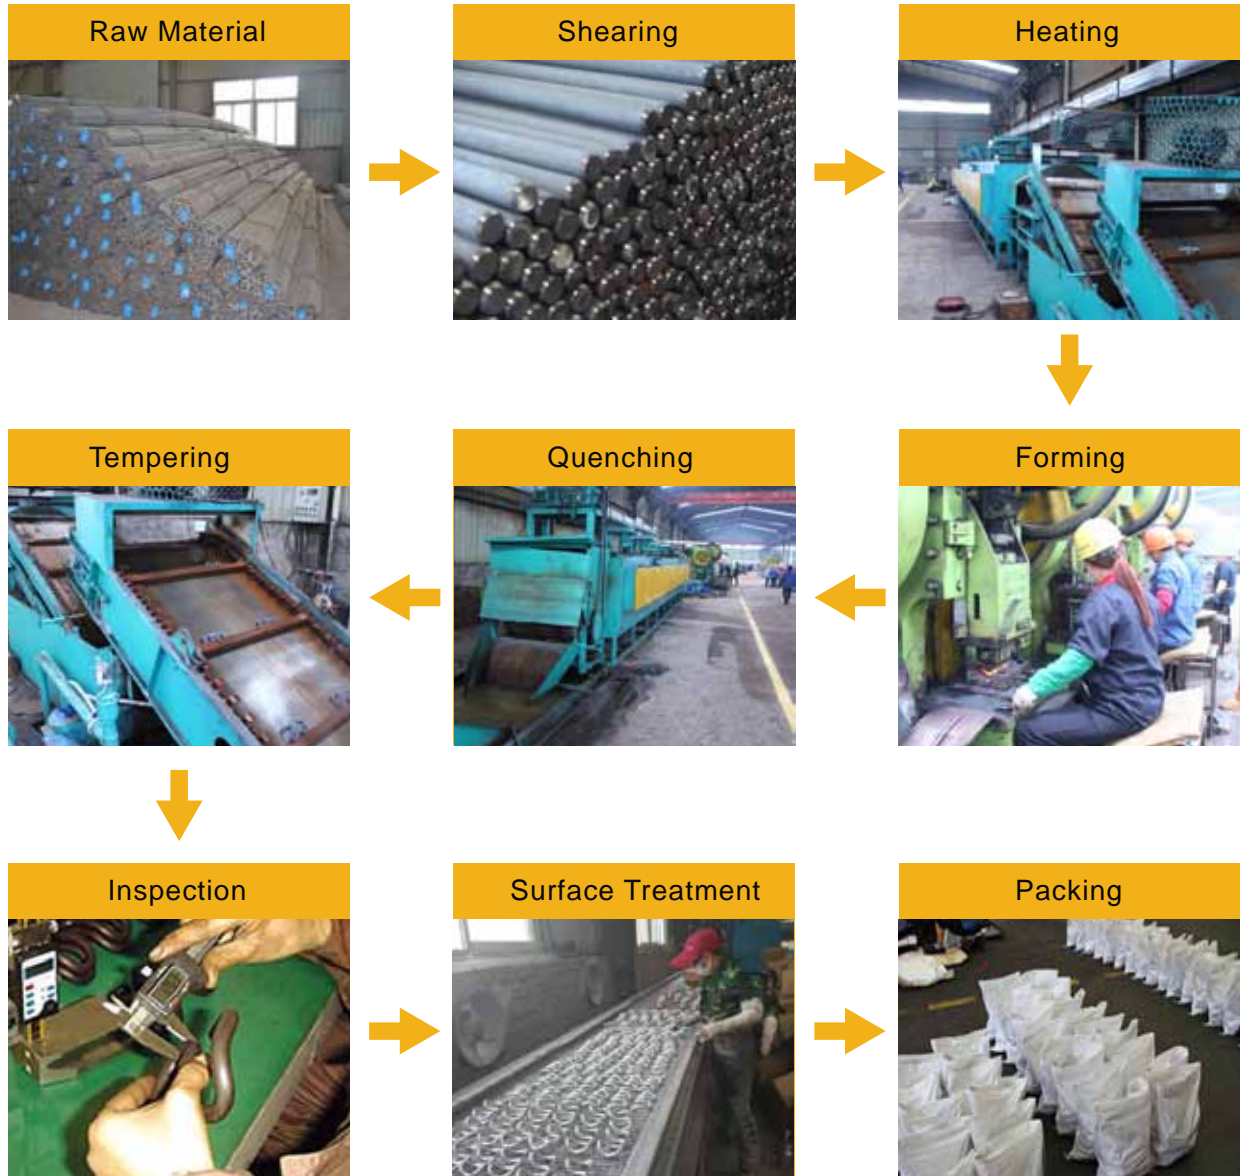 Raw Material
Shearing
Heating
Forming
Quenching
Tempering
Inspection
Surface Treatment
Packing